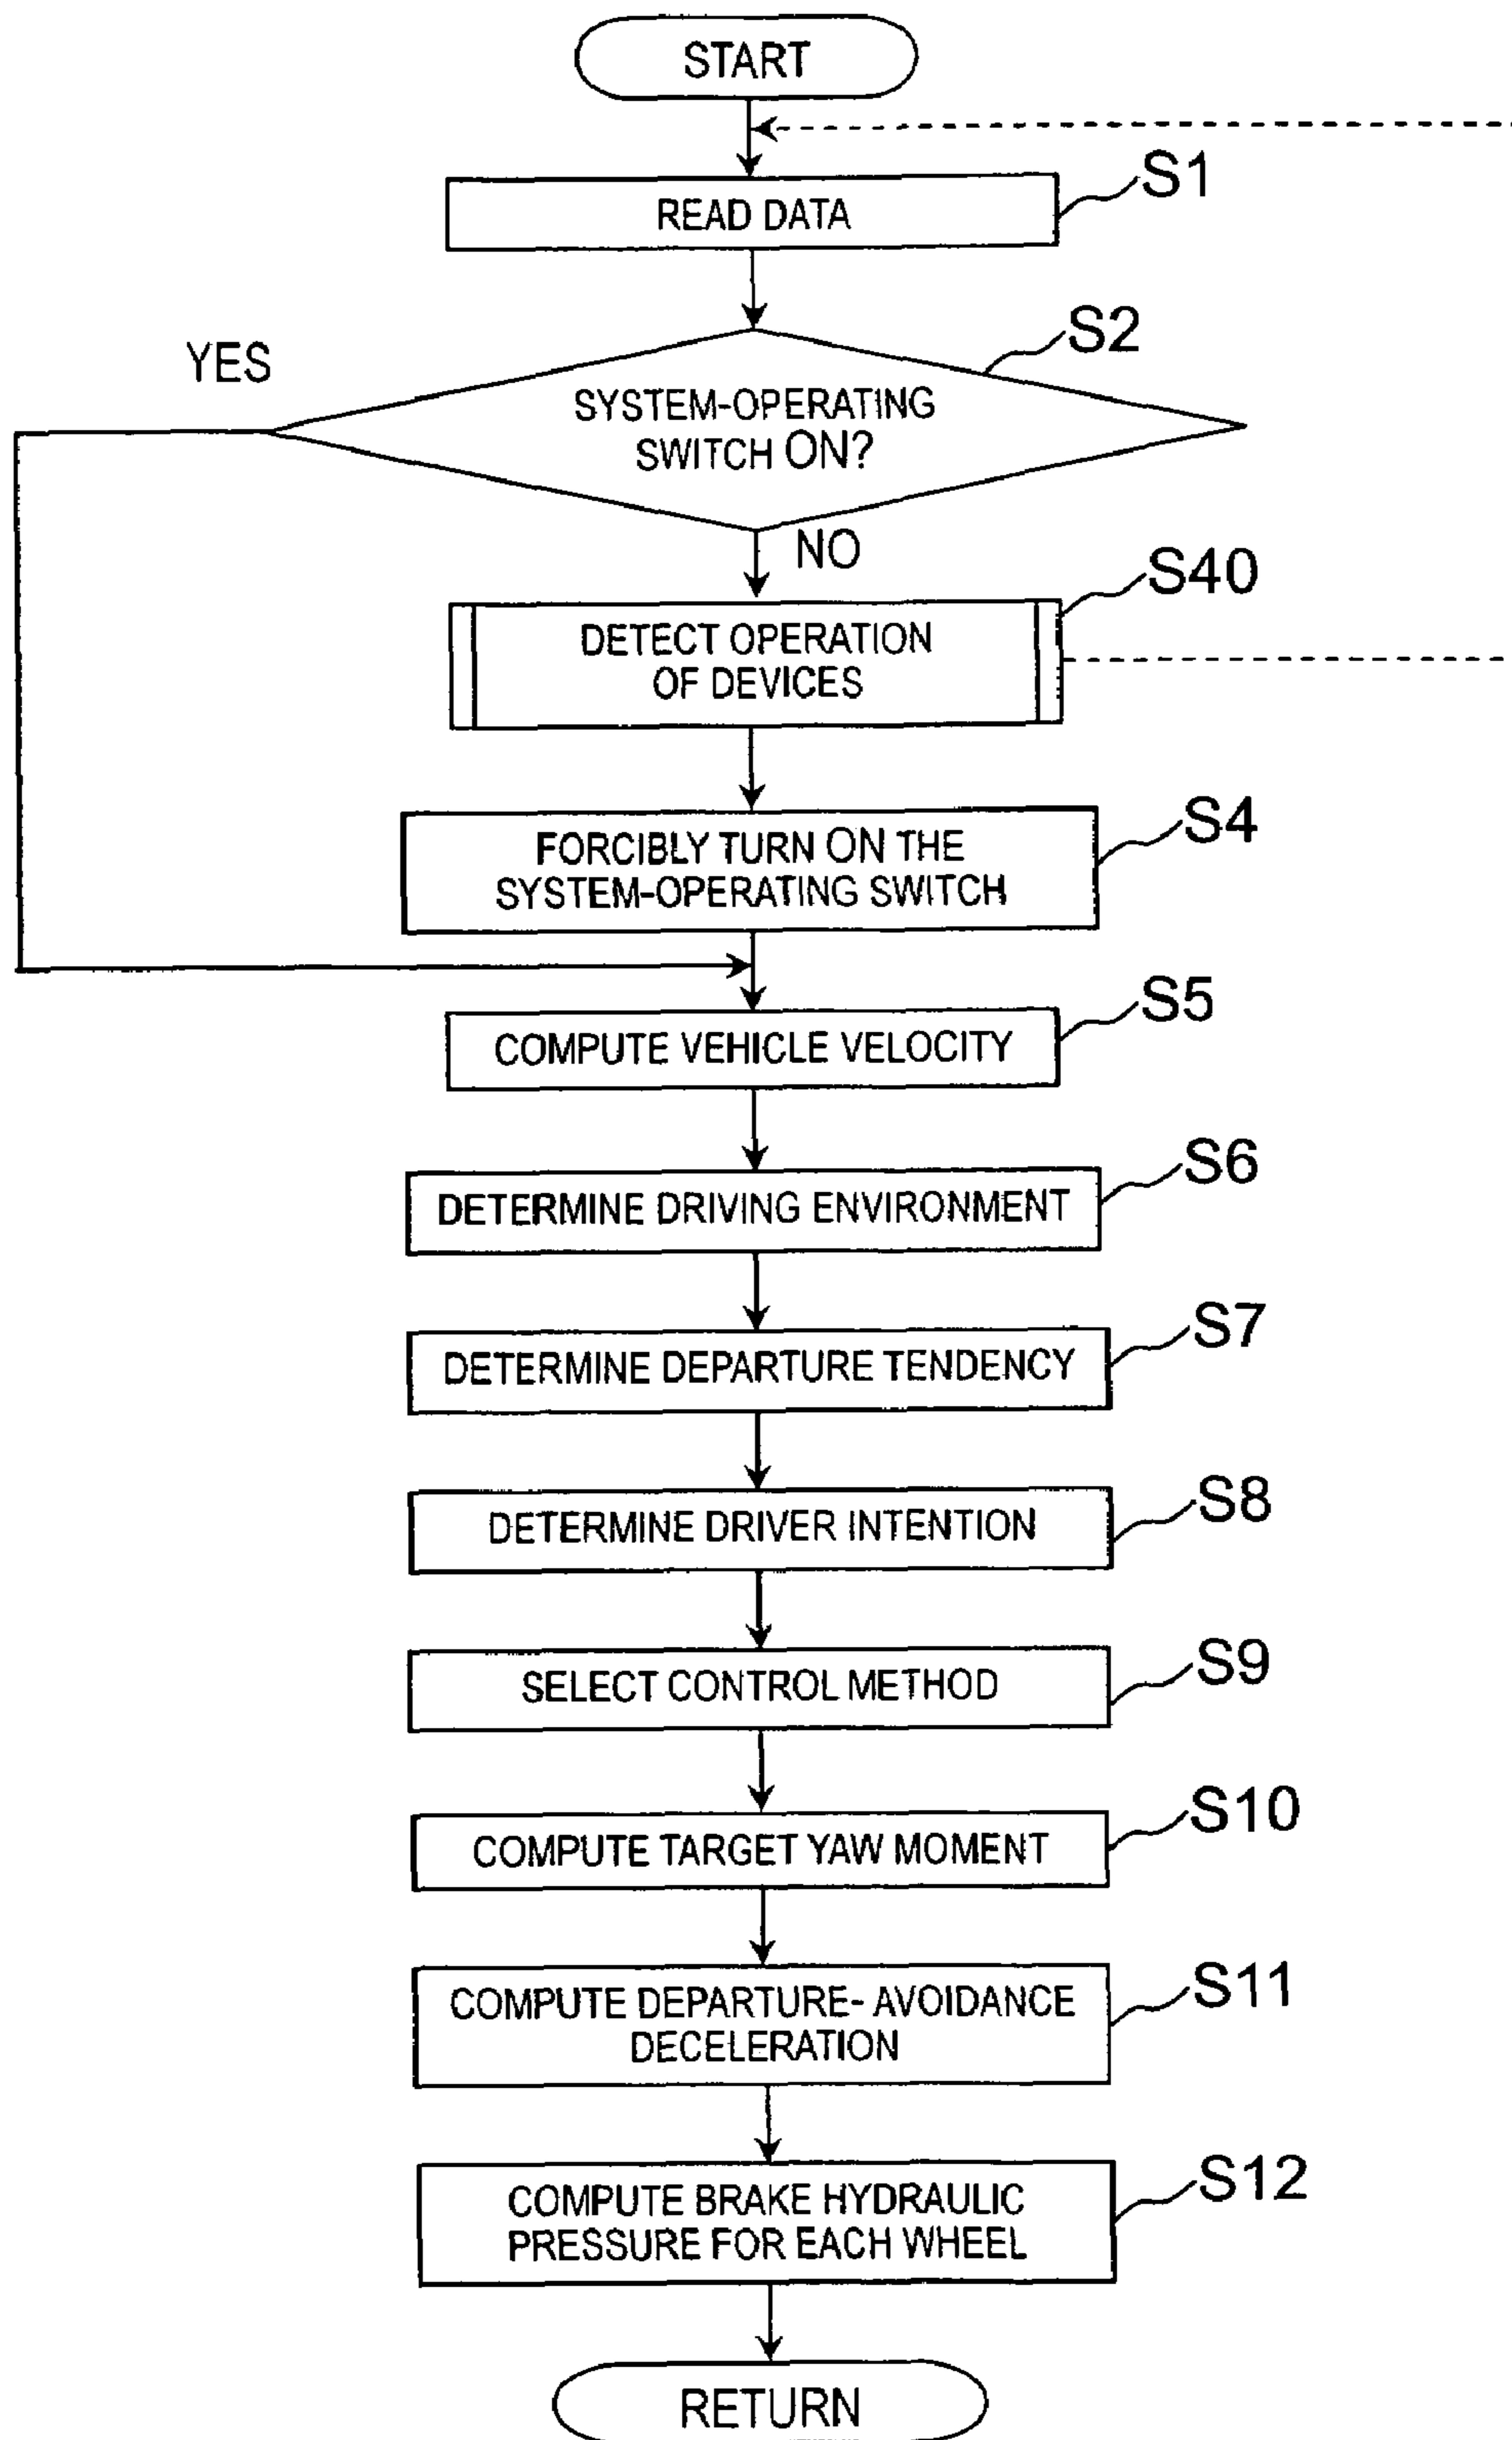 START
S1
READ DATA
S2
YES
SYSTEM-OPERATING
SWITCH ON?
NO
S40
DETECT OPERATION
OF DEVICES
S4
FORCIBLY TURN ON THE
SYSTEM-OPERATING SWITCH
S5
COMPUTE VEHICLE VELOCITY
S6
DETERMINE DRIVING ENVIRONMENT
S7
DETERMINE DEPARTURE TENDENCY
S8
DETERMINE DRIVER INTENTION
S9
SELECT CONTROL METHOD
S10
COMPUTE TARGET YAW MOMENT
S11
COMPUTE DEPARTURE- AVOIDANCE
DECELERATION
S12
COMPUTE BRAKE HYDRAULIC
PRESSURE FOR EACH WHEEL
RETURN